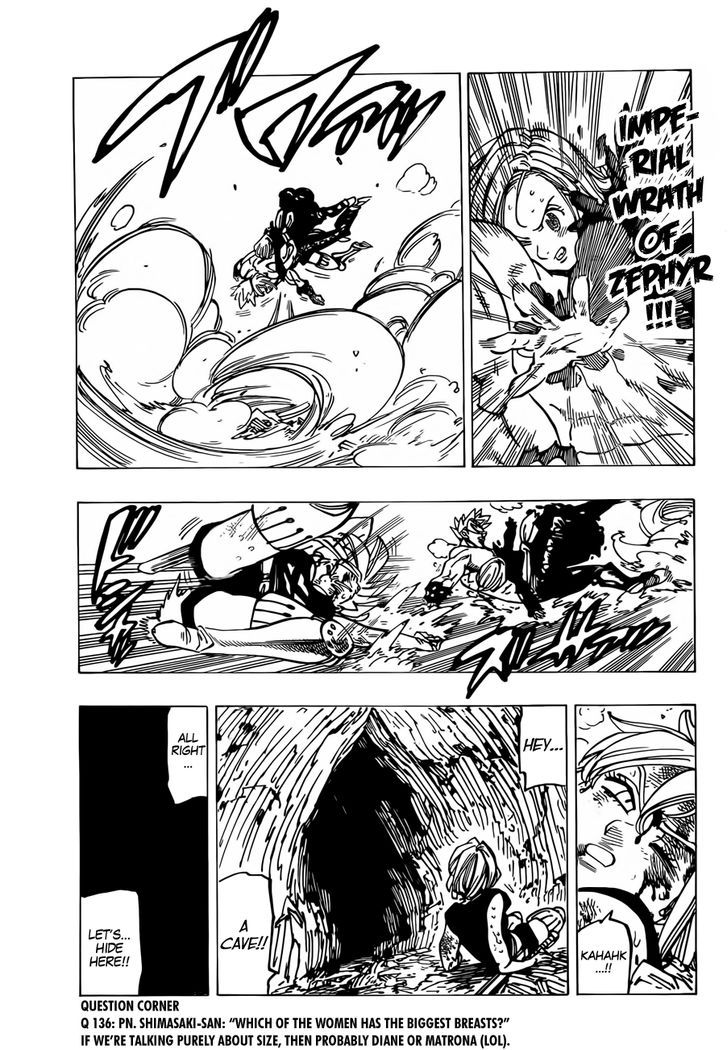 IMPE-
RIAL
WRATH
OF
ZEPHYR
!!!
KAHAHK
...!!
HEY...
A
CAVE!!
ALL
RIGHT
...
LET'S...
HIDE
HERE!!
QUESTION CORNER
Q 136: PN. SHIMASAKI-SAN: “WHICH OF THE WOMEN HAS THE BIGGEST BREASTS?”
IF WE'RE TALKING PURELY ABOUT SIZE, THEN PROBABLY DIANE OR MATRONA (LOL).